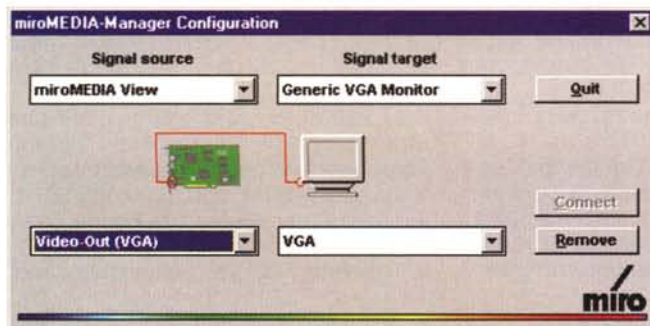 miroMEDIA-Manager Configuration
Signal source
Signal target
miroMEDIA View
Generic VGA Monitor
Quit
Connect
Video-Out (VGA)
VGA
Remove
miro